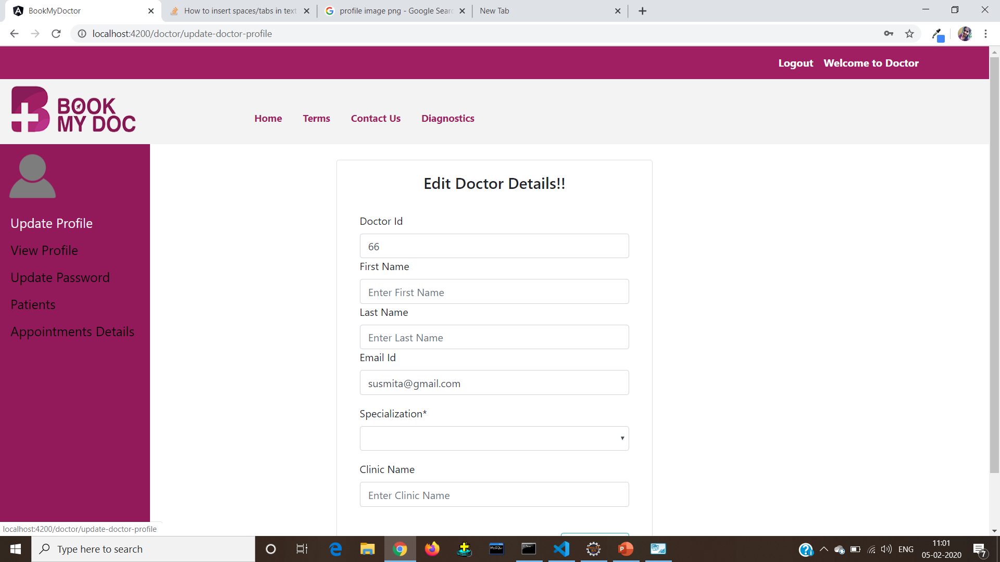 BookMyDoctor
How to insert spaces/tabs in text
profile image png - Google Searc
New Tab
localhost:4200/doctor/update-doctor-profile
Logout Welcome to Doctor
BOOK
MY DOC
Home Terms Contact Us Diagnostics
Update Profile
View Profile
Update Password
Patients
Appointments Details
Edit Doctor Details!!
Doctor Id
66
First Name
Enter First Name
Last Name
Enter Last Name
Email Id
susmita@gmail.com
Specialization*
Clinic Name
Enter Clinic Name
localhost:4200/doctor/update-doctor-profile
Type here to search
ENG
11:01
05-02-2020
7